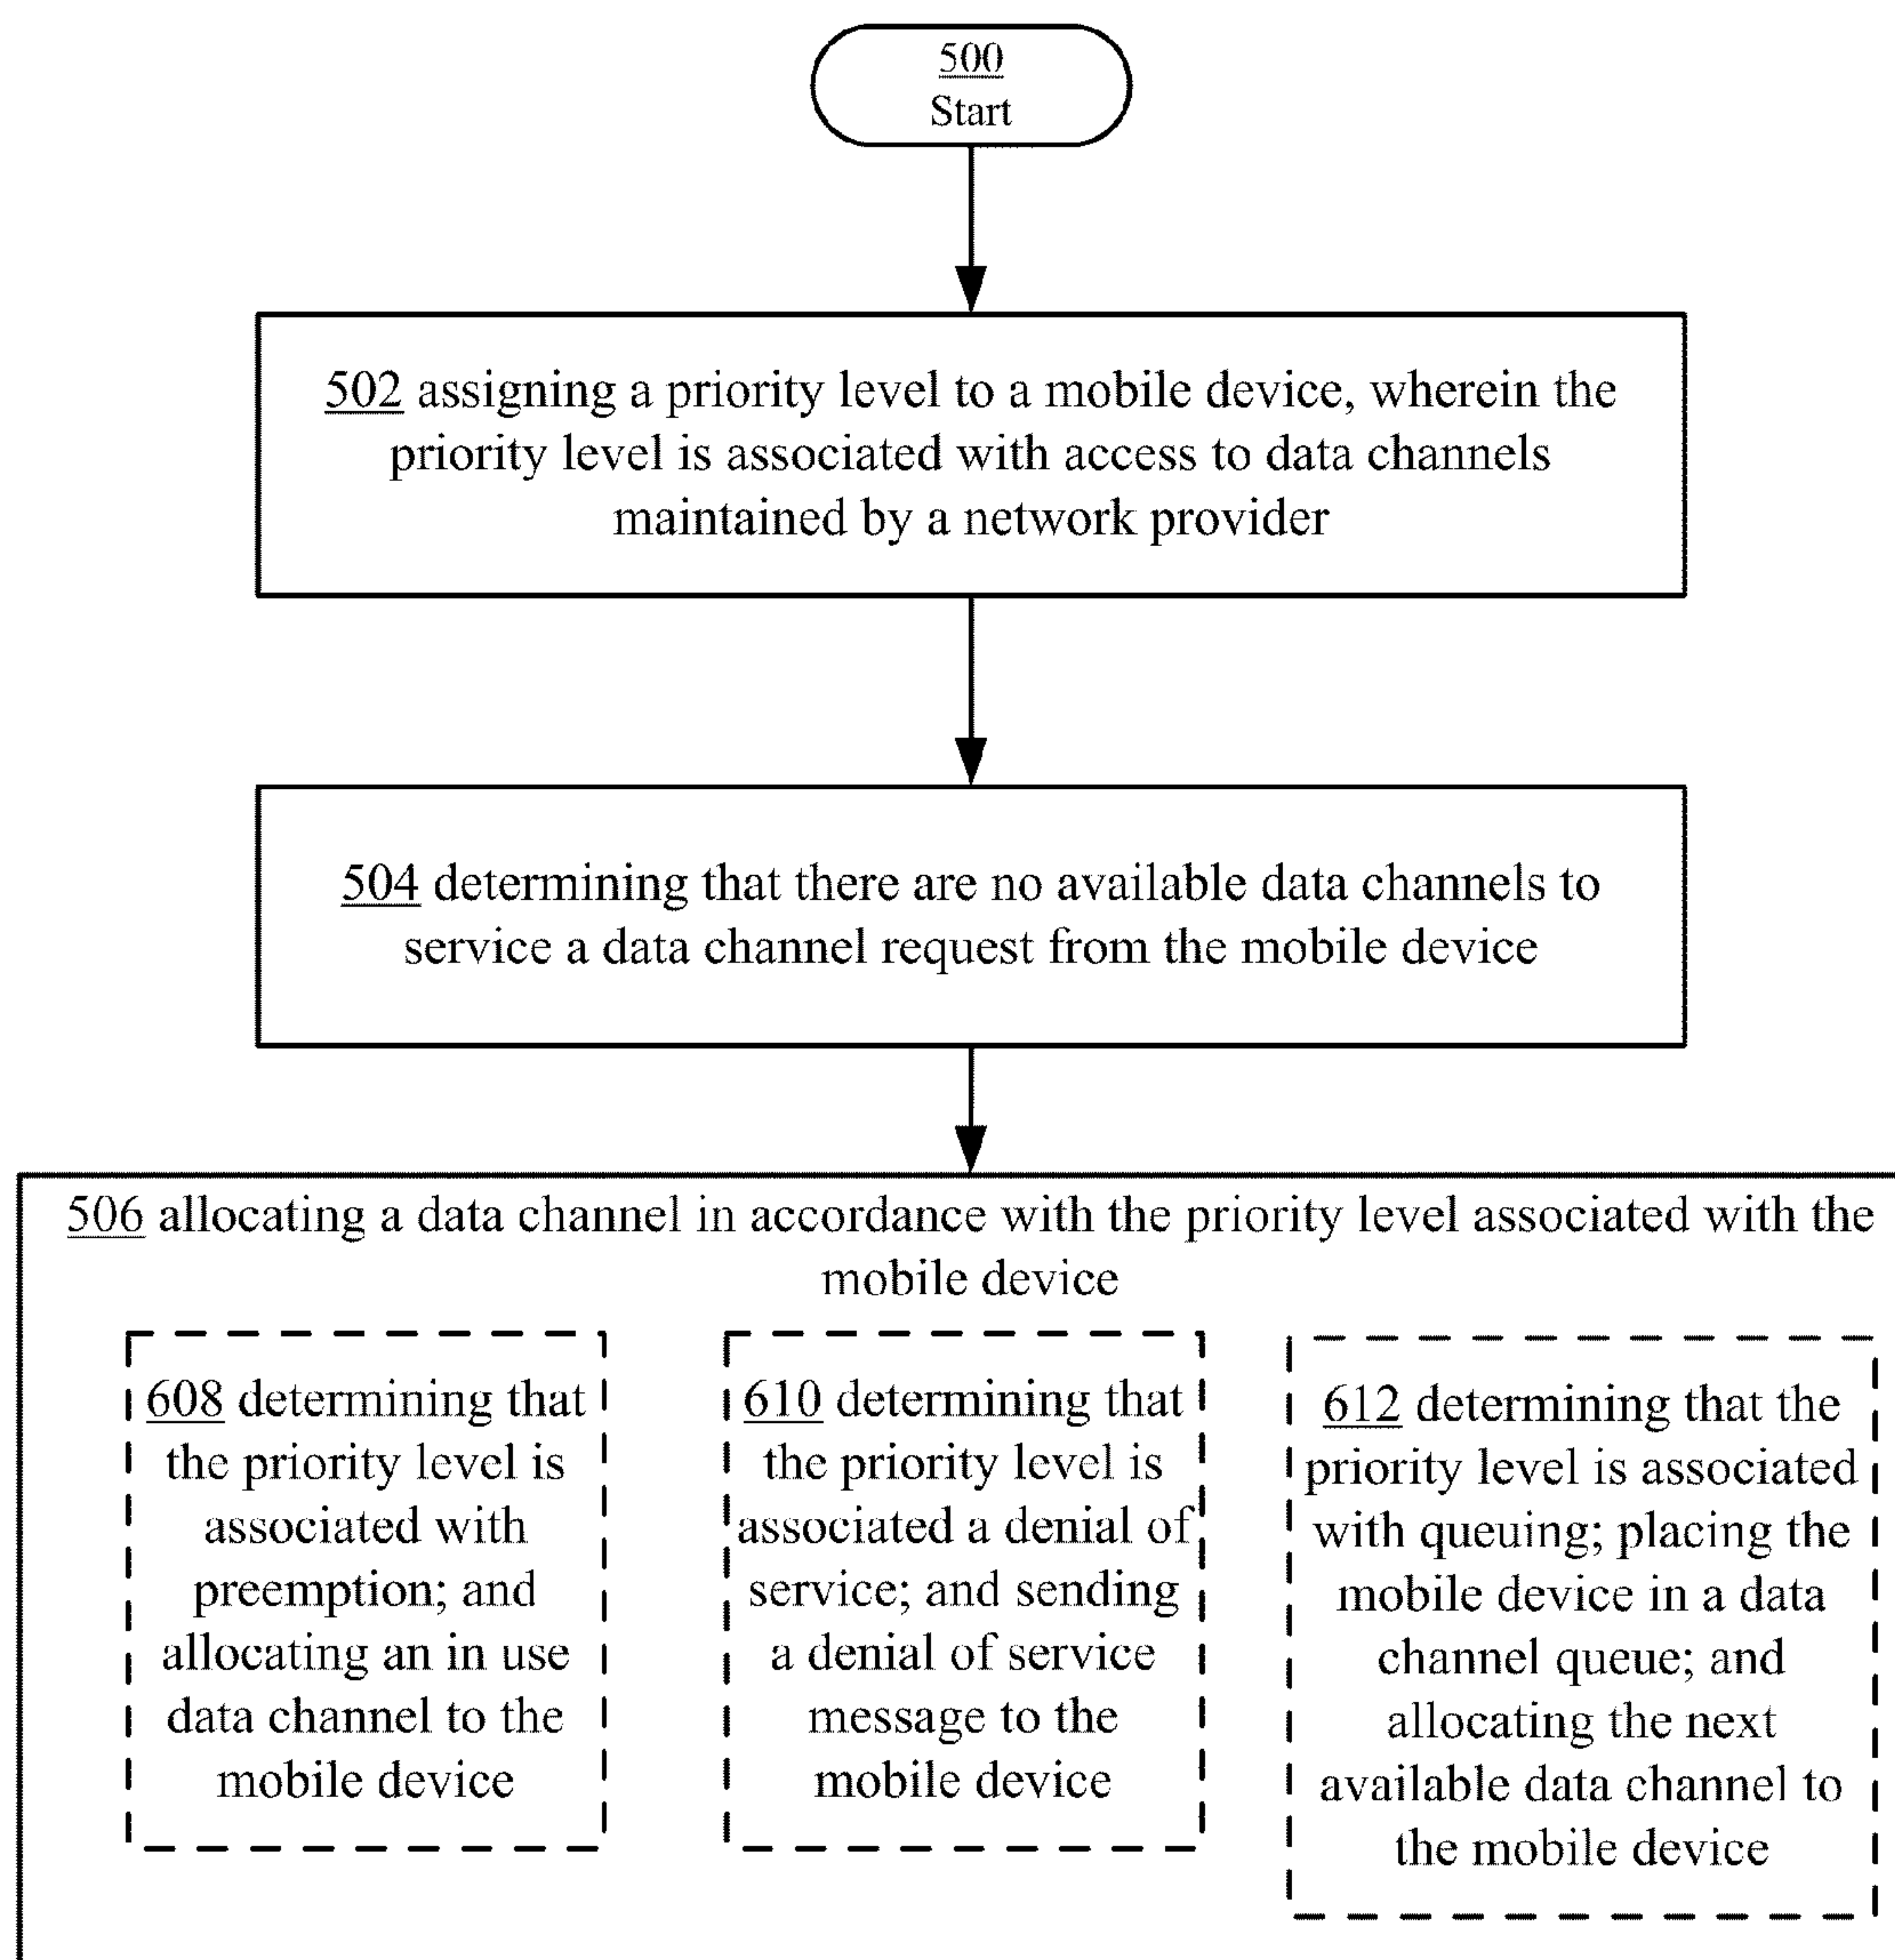 500
Start
502 assigning a priority level to a mobile device, wherein the
priority level is associated with access to data channels
maintained by a network provider
504 determining that there are no available data channels to
service a data channel request from the mobile device
506 allocating a data channel in accordance with the priority level associated with the
mobile device
608 determining that
the priority level is
associated with
preemption; and
allocating an in use
data channel to the
mobile device
610 determining that
the priority level is
associated a denial of
service; and sending
a denial of service
message to the
mobile device
612 determining that the
priority level is associated
with queuing; placing the
mobile device in a data
channel queue; and
allocating the next
available data channel to
the mobile device